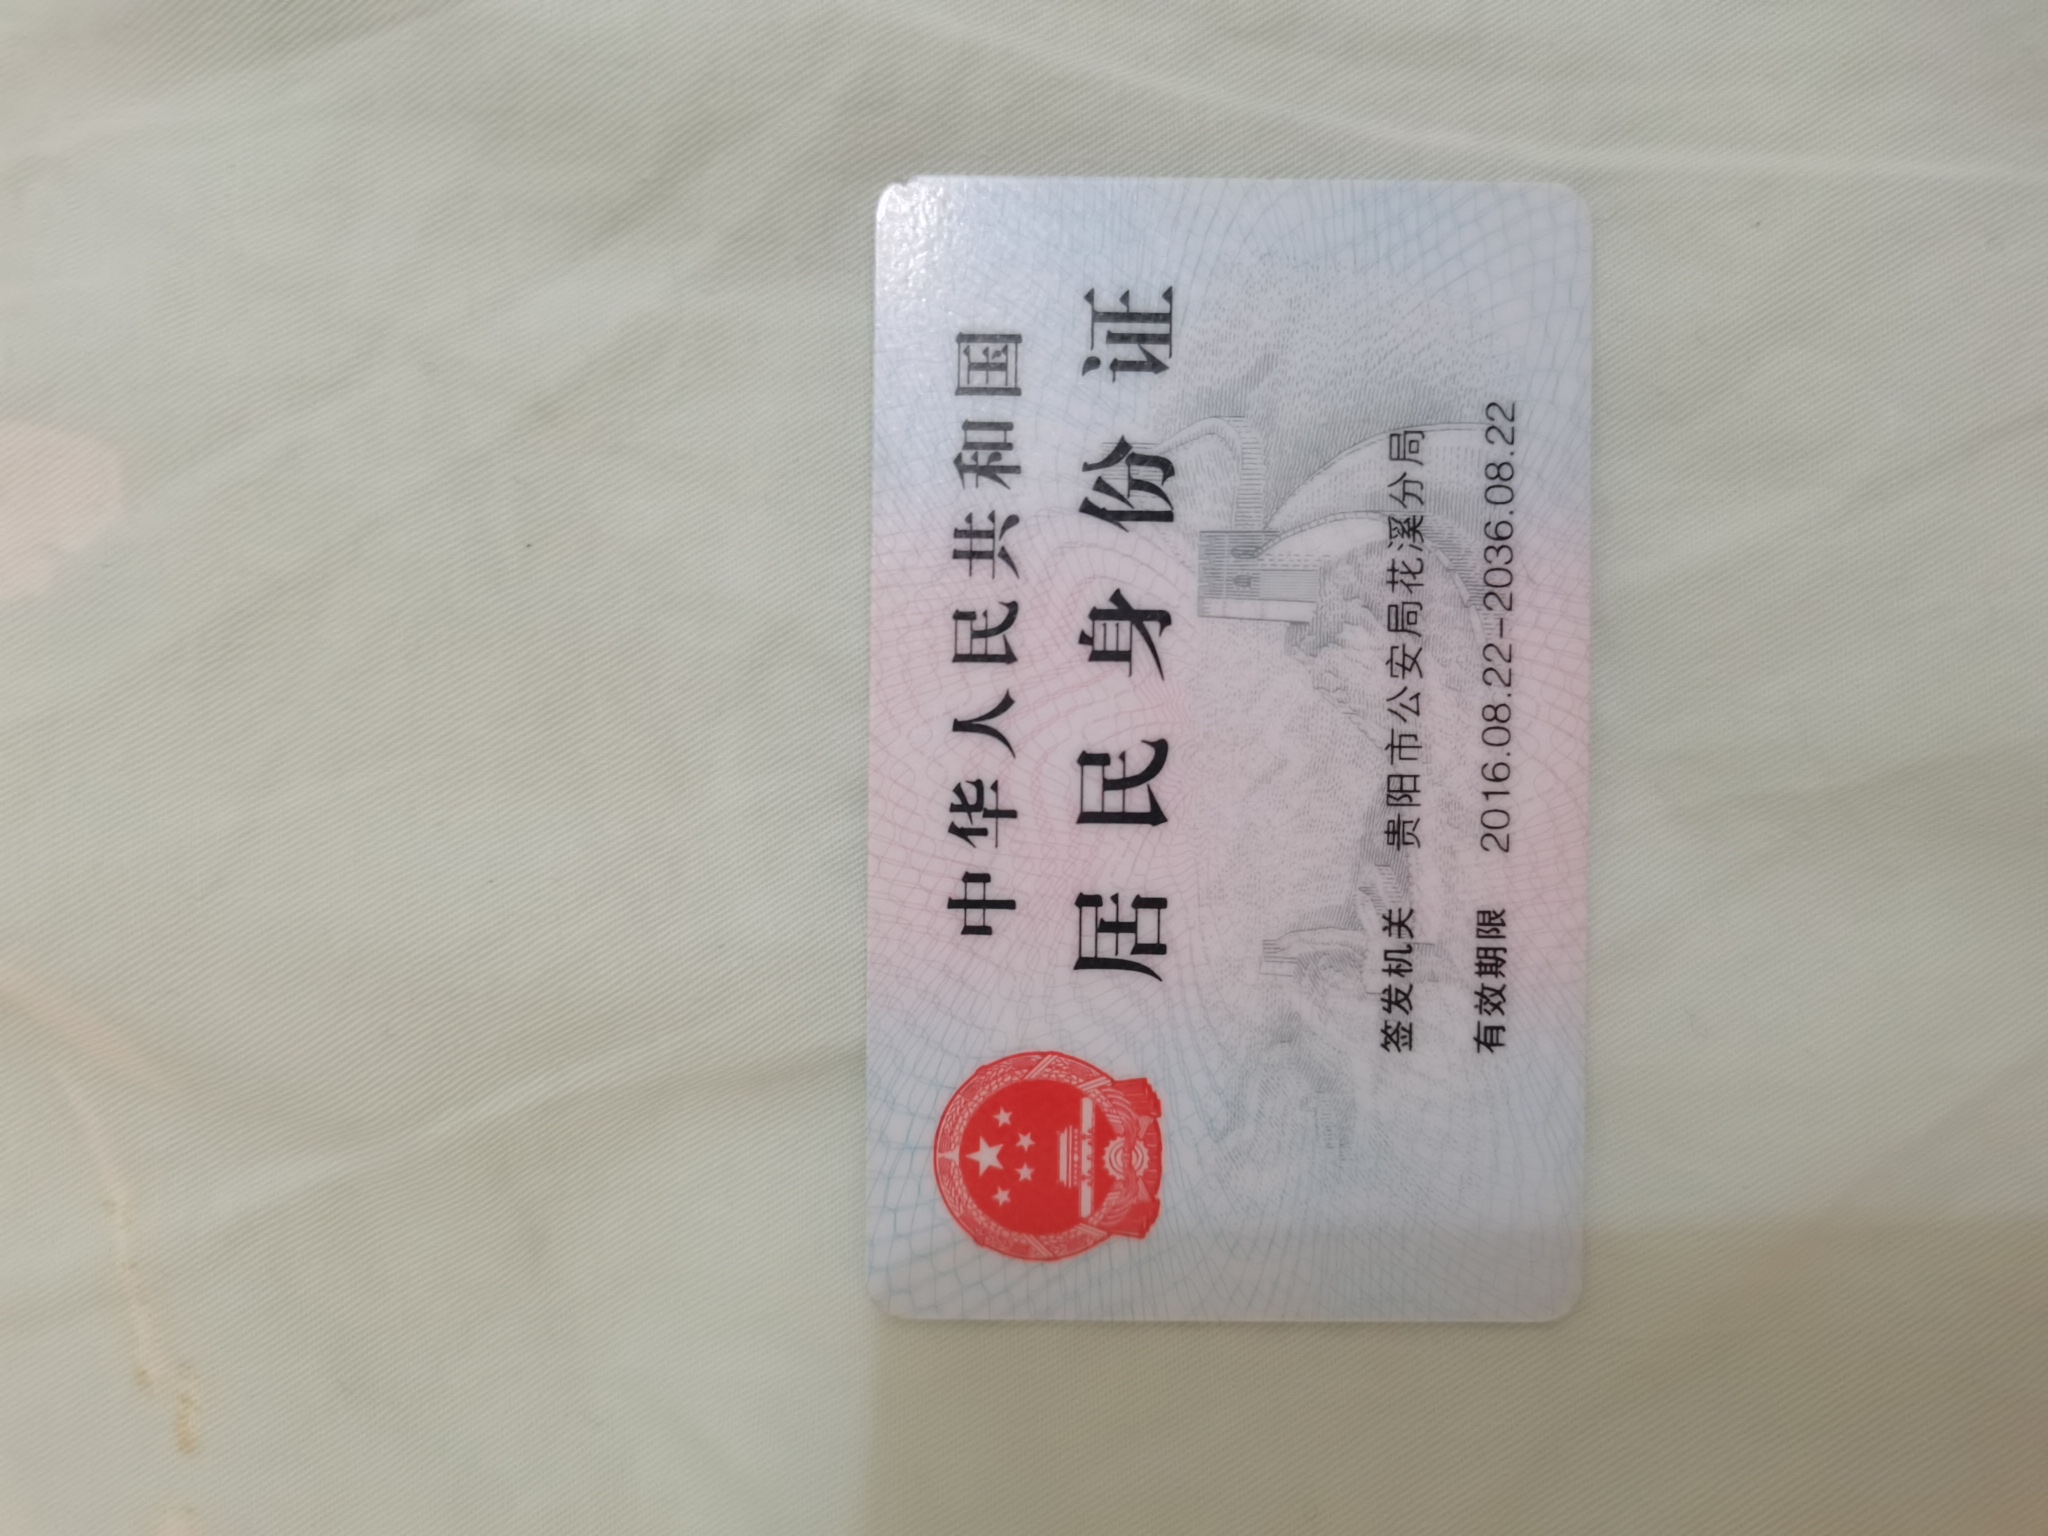 中华人民共和国
居民身份证
签发机关 贵阳市公安局花溪分局
有效期限 2016.08.22-2036.08.22